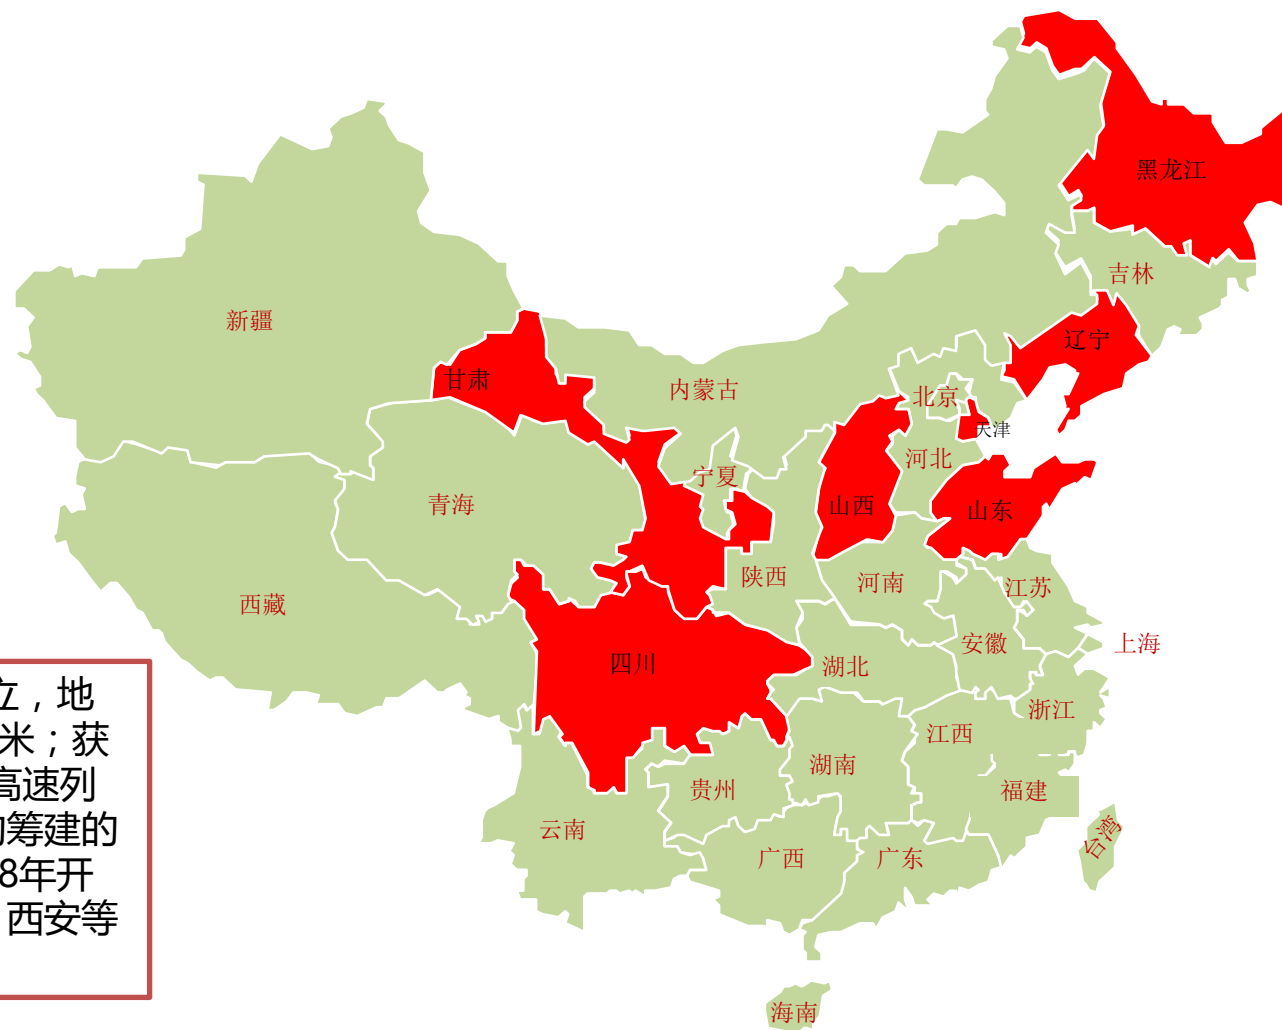 黑龙江
吉林
新疆
辽宁
甘肃
内蒙古
北京
天津
河北
宁夏
青海
山西
山东
陕西
河南
江苏
西藏
安徽
上海
四川
湖北
浙江
江西
湖南
贵州
福建
云南
台湾
广西
广东
海南
立，地
米；获
高速列
的筹建的
8年开
西安等